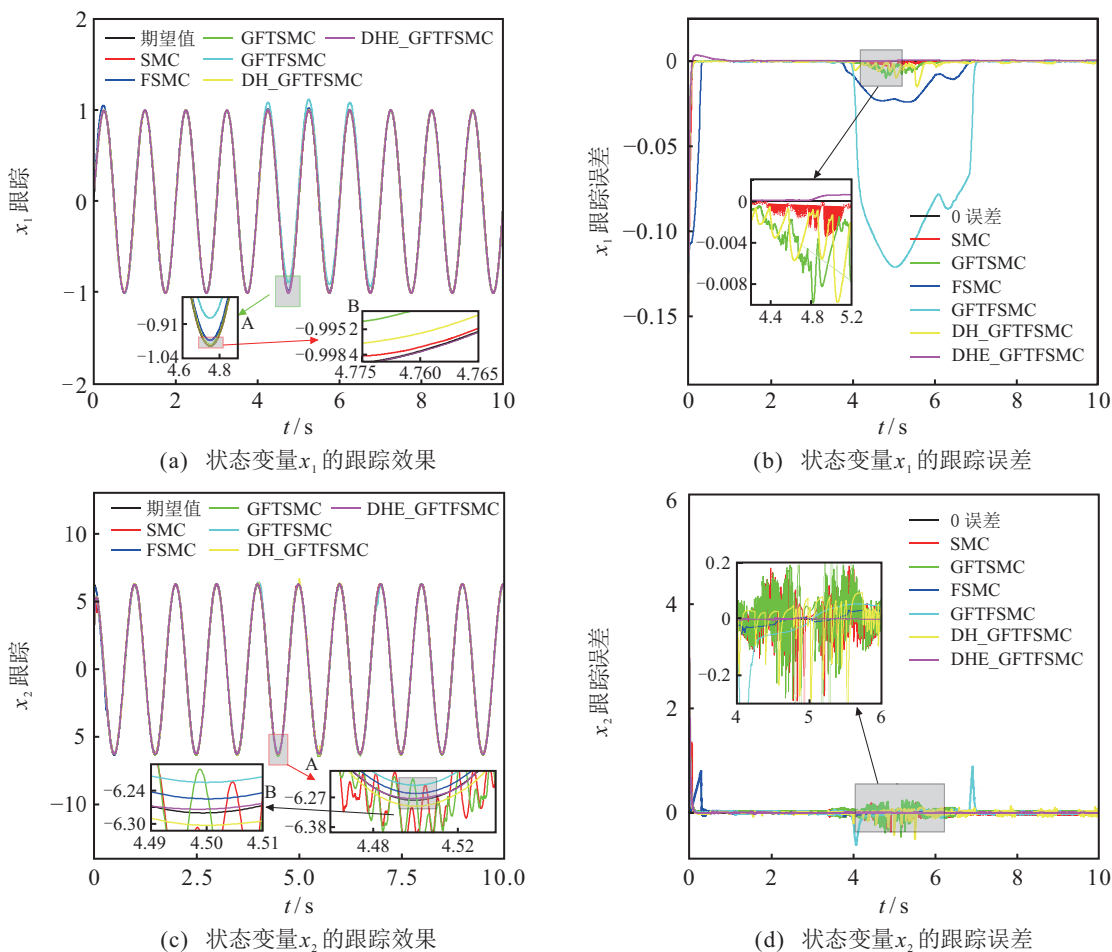 2
1
0
−1
−2
x₁ 跟踪
期望值
SMC
FSMC
GFTSMC
GFTFSMC
DH_GFTFSMC
DHE_GFTFSMC
A
−0.91
−1.04
4.6 4.8
B
−0.9952
−0.9984
4.775 4.760 4.765
0 2 4 6 8 10
t / s
(a) 状态变量x₁ 的跟踪效果
0
−0.05
−0.10
−0.15
x₁ 跟踪误差
0
−0.004
−0.008
4.4 4.8 5.2
0 误差
SMC
GFTSMC
FSMC
GFTFSMC
DH_GFTFSMC
DHE_GFTFSMC
0 2 4 6 8 10
t / s
(b) 状态变量x₁ 的跟踪误差
10
5
0
5
−10
x₂ 跟踪
期望值
SMC
FSMC
GFTSMC
GFTFSMC
DH_GFTFSMC
DHE_GFTFSMC
−6.24
−6.30
4.49 4.50 4.51
B
A
−6.27
−6.38
4.48 4.52
0 2.5 5.0 7.5 10.0
t / s
(c) 状态变量x₂ 的跟踪效果
6
4
2
0
x₂ 跟踪误差
0.2
0
−0.2
4 5 6
0 误差
SMC
GFTSMC
FSMC
GFTFSMC
DH_GFTFSMC
DHE_GFTFSMC
0 2 4 6 8 10
t / s
(d) 状态变量x₂ 的跟踪误差